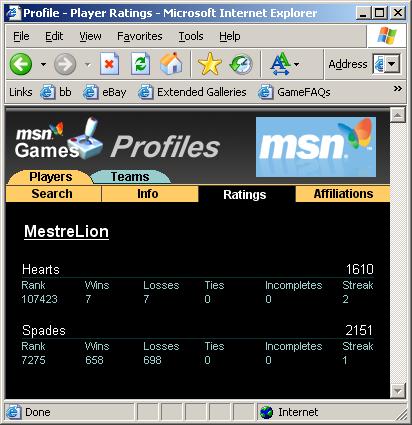 Profile - Player Ratings - Microsoft Internet Explorer
File Edit View Favorites Tools Help
Address
Links bb eBay Extended Galleries GameFAQs
msn
Games Profiles msn
Players Teams
Search Info Ratings Affiliations
MestreLion
Hearts 1610
Rank Wins Losses Ties Incompletes Streak
107423 7 7 0 0 2
Spades 2151
Rank Wins Losses Ties Incompletes Streak
7275 658 698 0 0 1
Done Internet